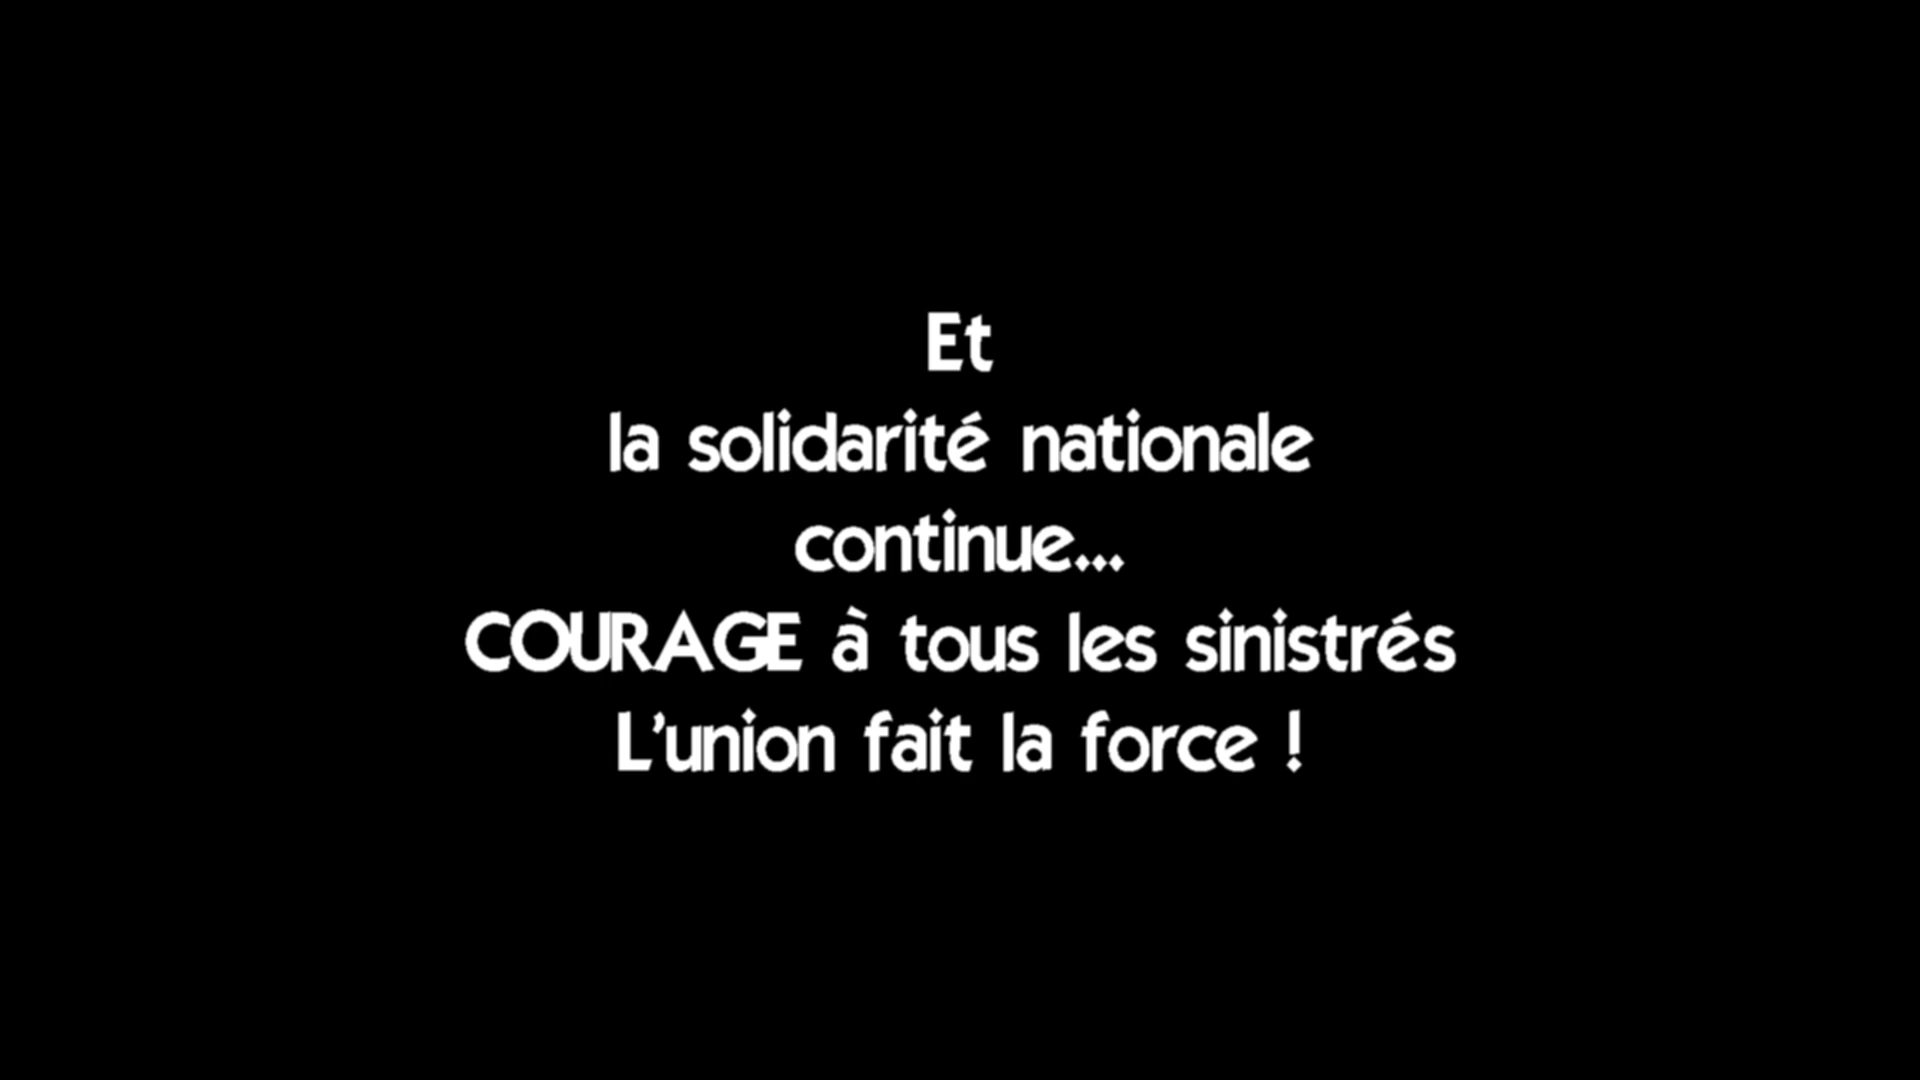 Et
la solidarité nationale
continue...
COURAGE à tous les sinistrés
L'union fait la force !